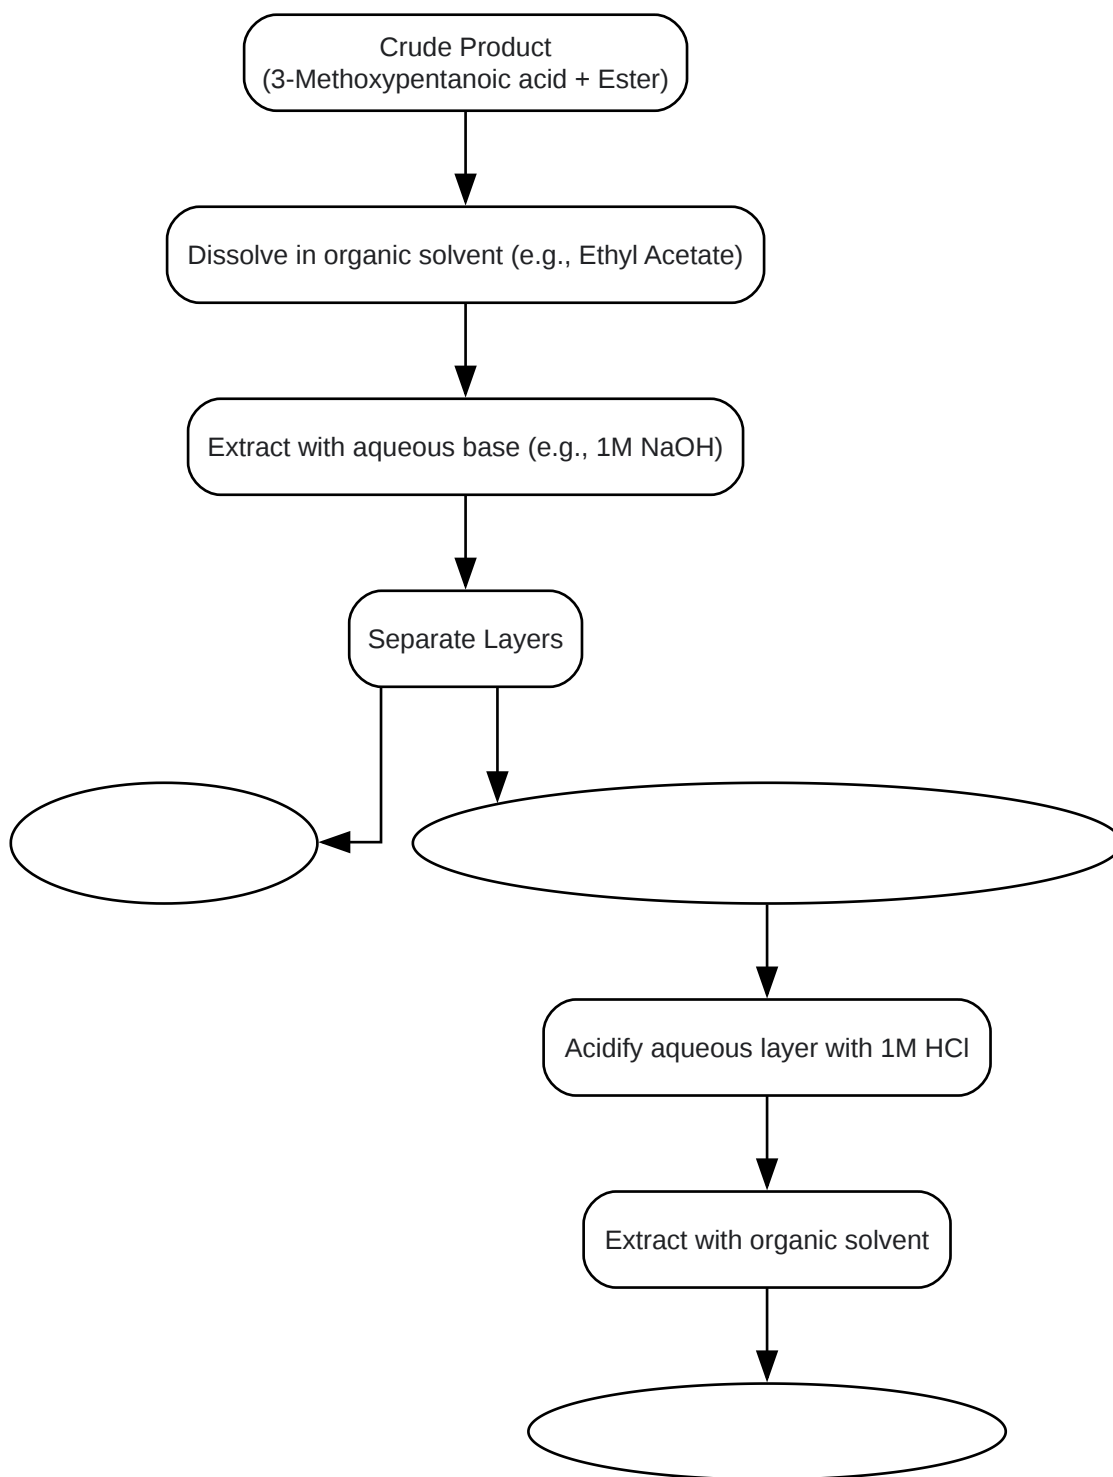 Crude Product
(3-Methoxypentanoic acid + Ester)
Dissolve in organic solvent (e.g., Ethyl Acetate)
Extract with aqueous base (e.g., 1M NaOH)
Separate Layers
Acidify aqueous layer with 1M HCl
Extract with organic solvent